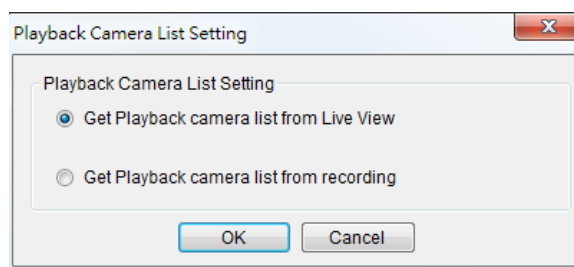 Playback Camera List Setting
Playback Camera List Setting
Get Playback camera list from Live View
Get Playback camera list from recording
OK Cancel